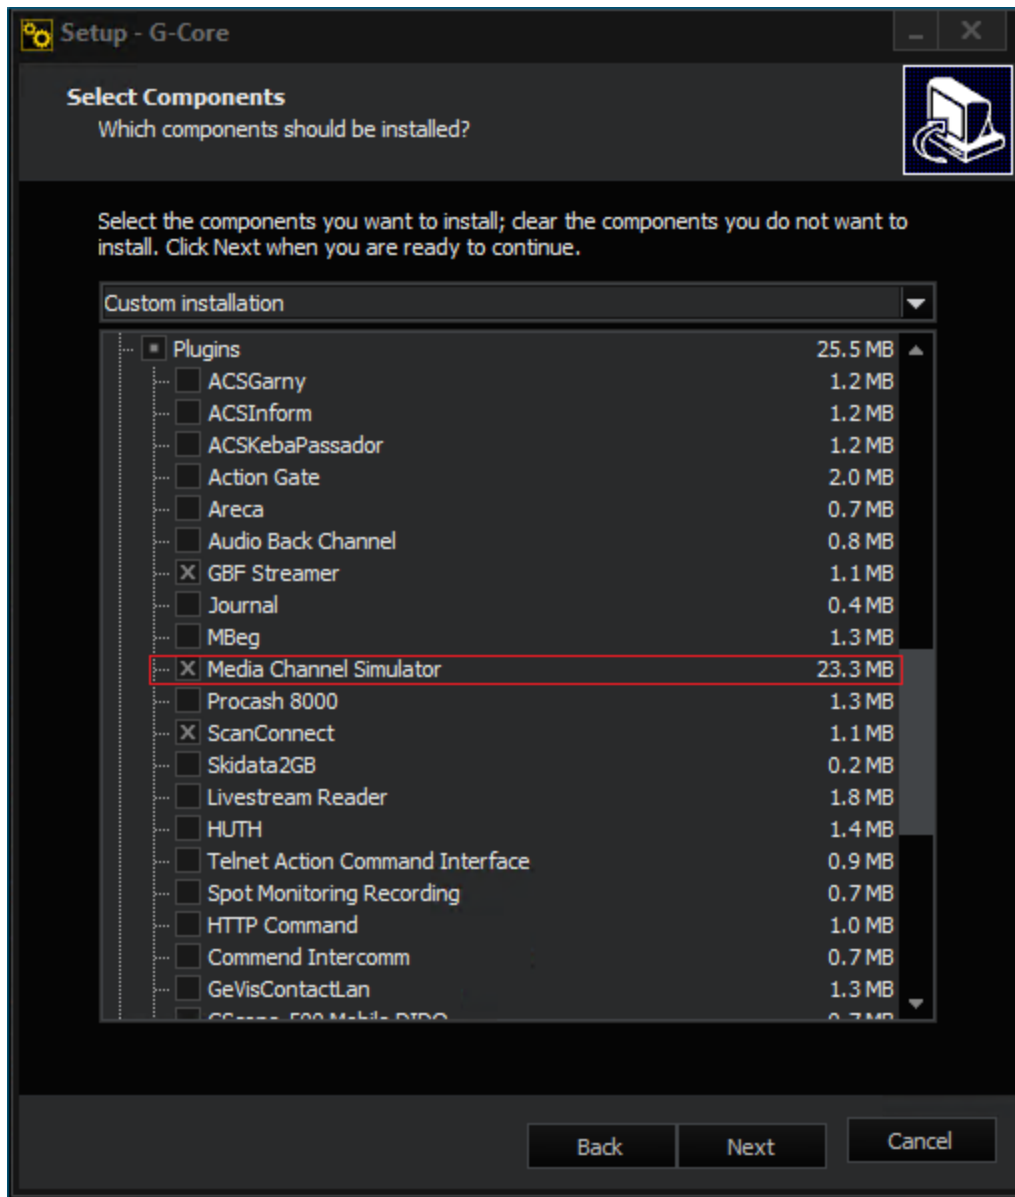 Setup - G-Core
Select Components
Which components should be installed?
Select the components you want to install; clear the components you do not want to
install. Click Next when you are ready to continue.
Custom installation
Plugins 25.5 MB
ACSGarny 1.2 MB
ACSInform 1.2 MB
ACSKebaPassador 1.2 MB
Action Gate 2.0 MB
Areca 0.7 MB
Audio Back Channel 0.8 MB
GBF Streamer 1.1 MB
Journal 0.4 MB
MBeg 1.3 MB
Media Channel Simulator 23.3 MB
Procash 8000 1.3 MB
ScanConnect 1.1 MB
Skidata2GB 0.2 MB
Livestream Reader 1.8 MB
HUTH 1.4 MB
Telnet Action Command Interface 0.9 MB
Spot Monitoring Recording 0.7 MB
HTTP Command 1.0 MB
Commend Intercomm 0.7 MB
GeVisContactLan 1.3 MB
Back Next Cancel